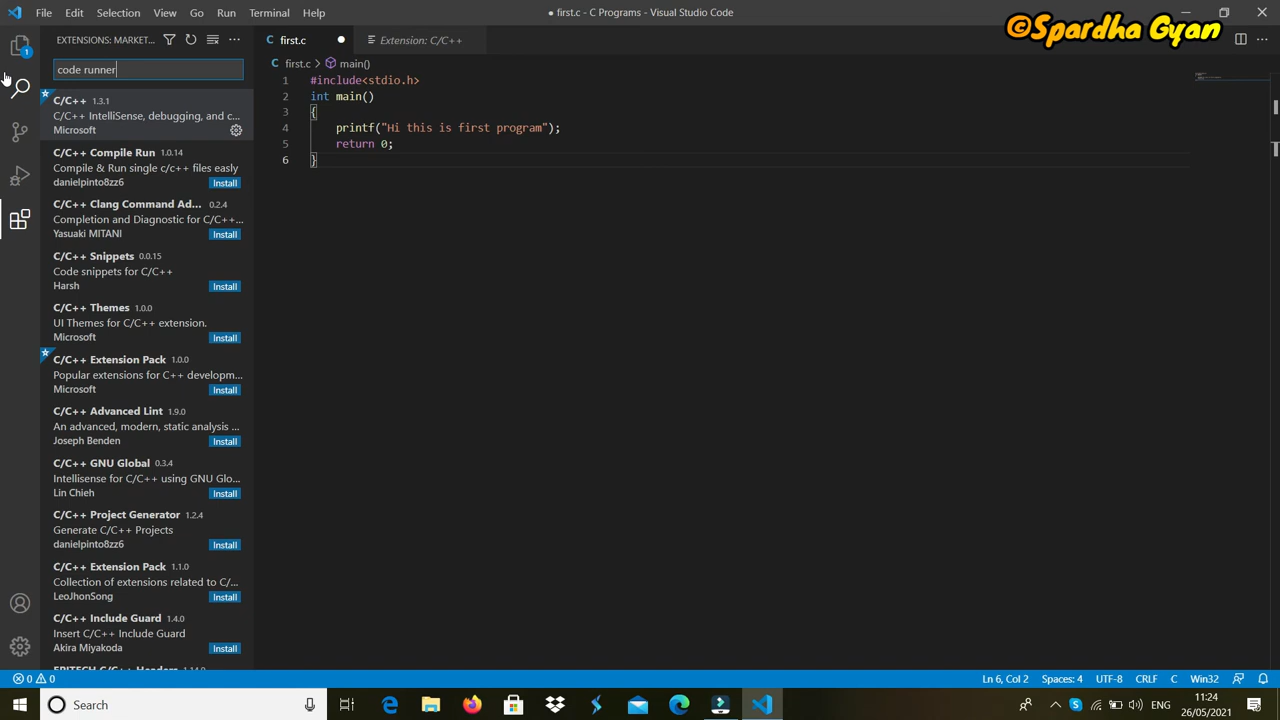 File Edit Selection View Go Run Terminal Help
● first.c - C Programs - Visual Studio Code
©Spardha Gyan
1
EXTENSIONS: MARKET...
code runner
C/C++ 1.3.1
C/C++ IntelliSense, debugging, and c...
Microsoft
C/C++ Compile Run 1.0.14
Compile & Run single c/c++ files easly
danielpinto8zz6 Install
C/C++ Clang Command Ad... 0.2.4
Completion and Diagnostic for C/C++...
Yasuaki MITANI Install
C/C++ Snippets 0.0.15
Code snippets for C/C++
Harsh Install
C/C++ Themes 1.0.0
UI Themes for C/C++ extension.
Microsoft Install
C/C++ Extension Pack 1.0.0
Popular extensions for C++ developm...
Microsoft Install
C/C++ Advanced Lint 1.9.0
An advanced, modern, static analysis ...
Joseph Benden Install
C/C++ GNU Global 0.3.4
Intellisense for C/C++ using GNU Glo...
Lin Chieh Install
C/C++ Project Generator 1.2.4
Generate C/C++ Projects
danielpinto8zz6 Install
C/C++ Extension Pack 1.1.0
Collection of extensions related to C/...
LeoJhonSong Install
C/C++ Include Guard 1.4.0
Insert C/C++ Include Guard
Akira Miyakoda Install
C first.c ● Extension: C/C++
C first.c > main()
1 #include<stdio.h>
2 int main()
3 {
4 printf("Hi this is first program");
5 return 0;
6 }
0 0
Ln 6, Col 2 Spaces: 4 UTF-8 CRLF C Win32
Search
ENG
11:24
26/05/2021